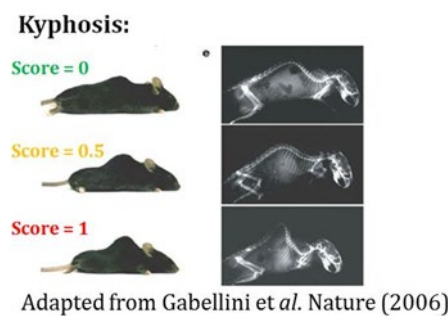 Kyphosis:
e
Score = 0
Score = 0.5
Score = 1
Adapted from Gabellini et al. Nature (2006)